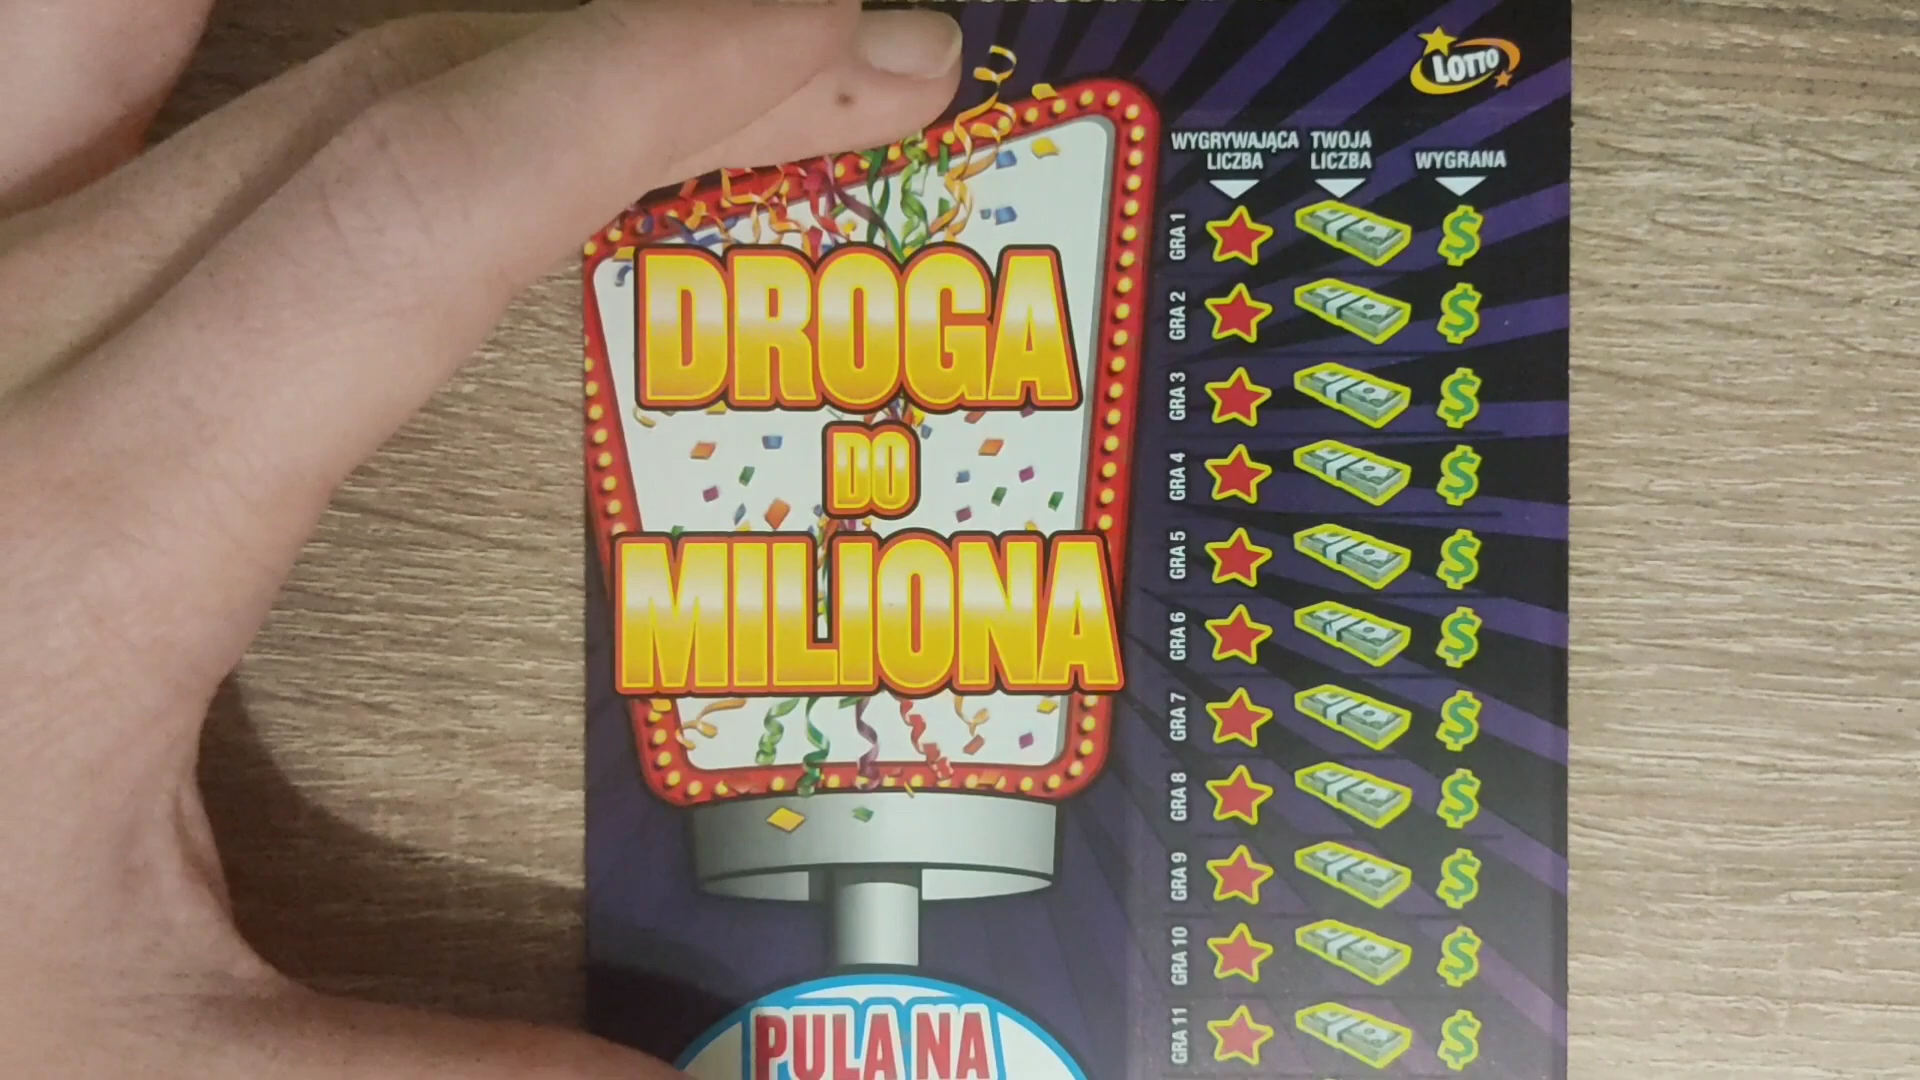 LOTTO
WYGRYWAJĄCA LICZBA
TWOJA LICZBA
WYGRANA
DROGA
DO
MILIONA
GRA 1
GRA 2
GRA 3
GRA 4
GRA 5
GRA 6
GRA 7
GRA 8
GRA 9
GRA 10
GRA 11
PULA NA